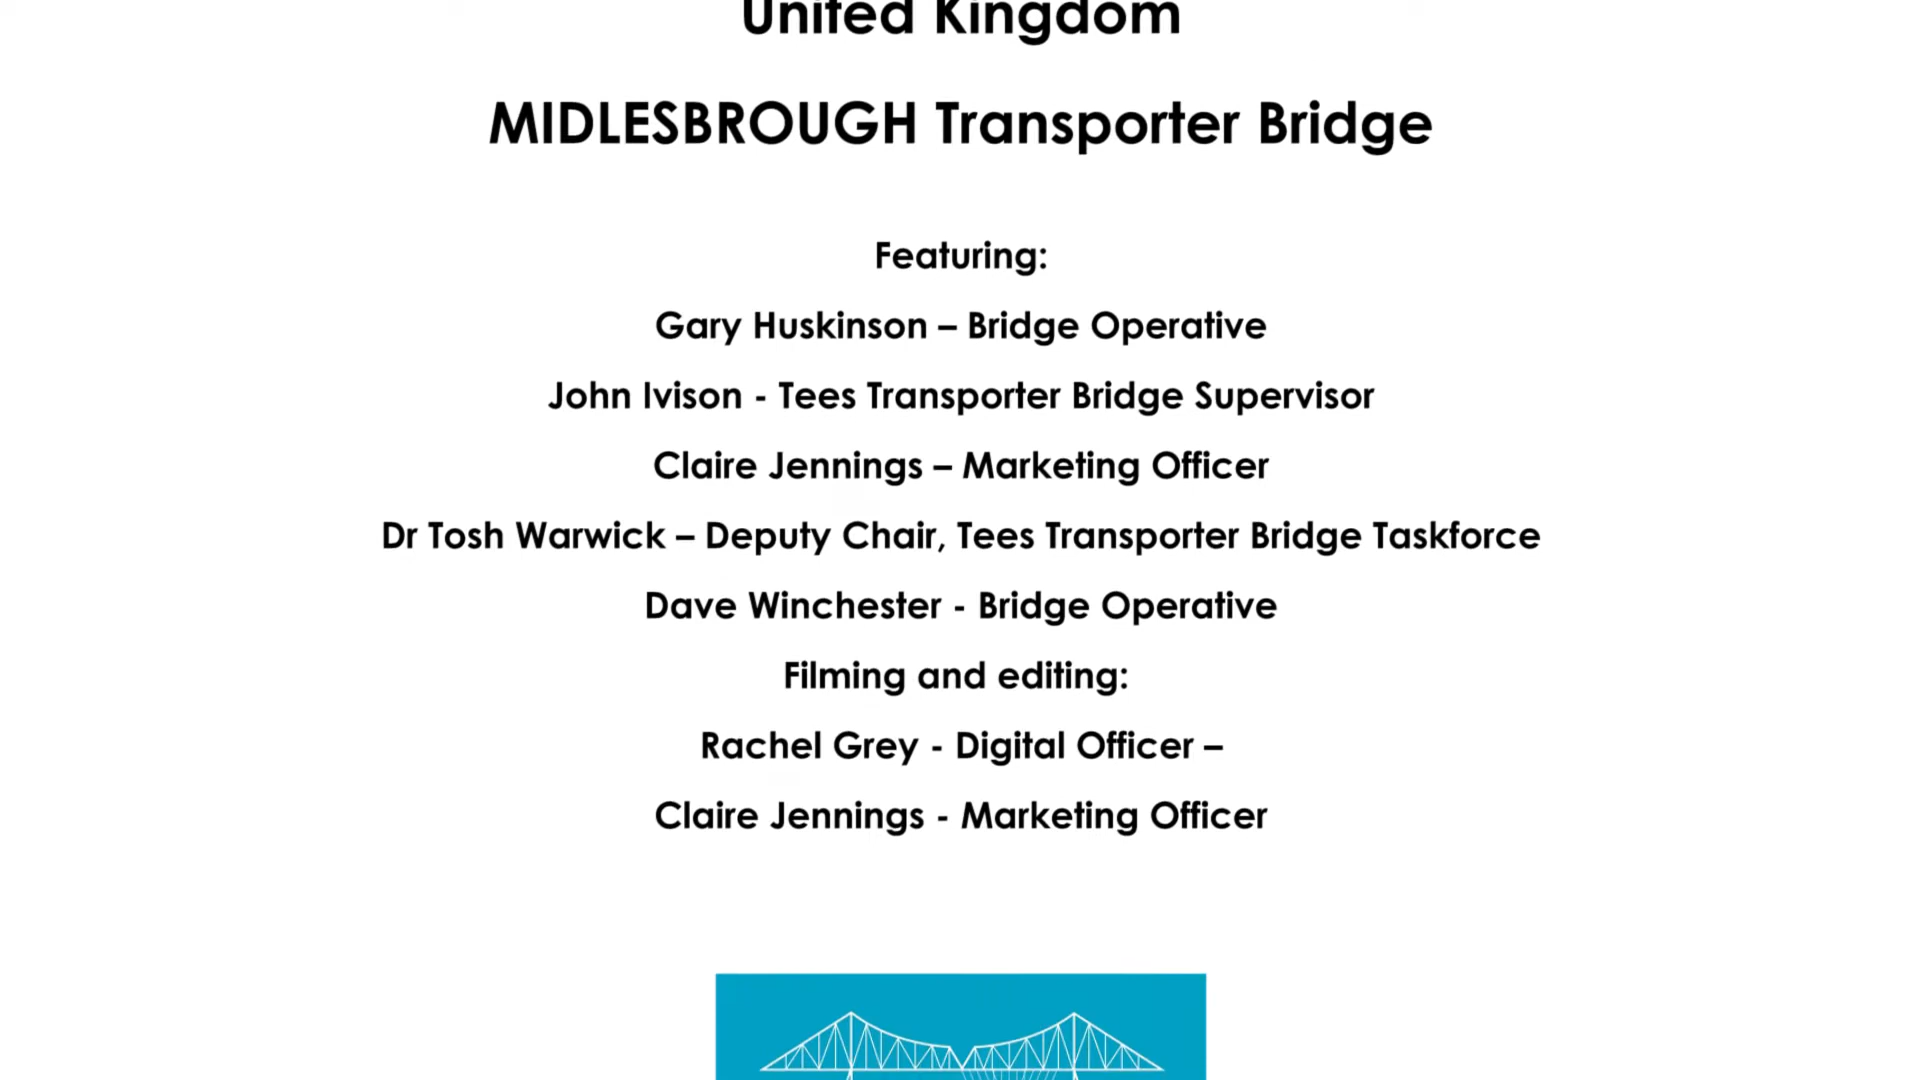 United Kingdom
MIDLESBROUGH Transporter Bridge
Featuring:
Gary Huskinson – Bridge Operative
John Ivison - Tees Transporter Bridge Supervisor
Claire Jennings – Marketing Officer
Dr Tosh Warwick – Deputy Chair, Tees Transporter Bridge Taskforce
Dave Winchester - Bridge Operative
Filming and editing:
Rachel Grey - Digital Officer –
Claire Jennings - Marketing Officer